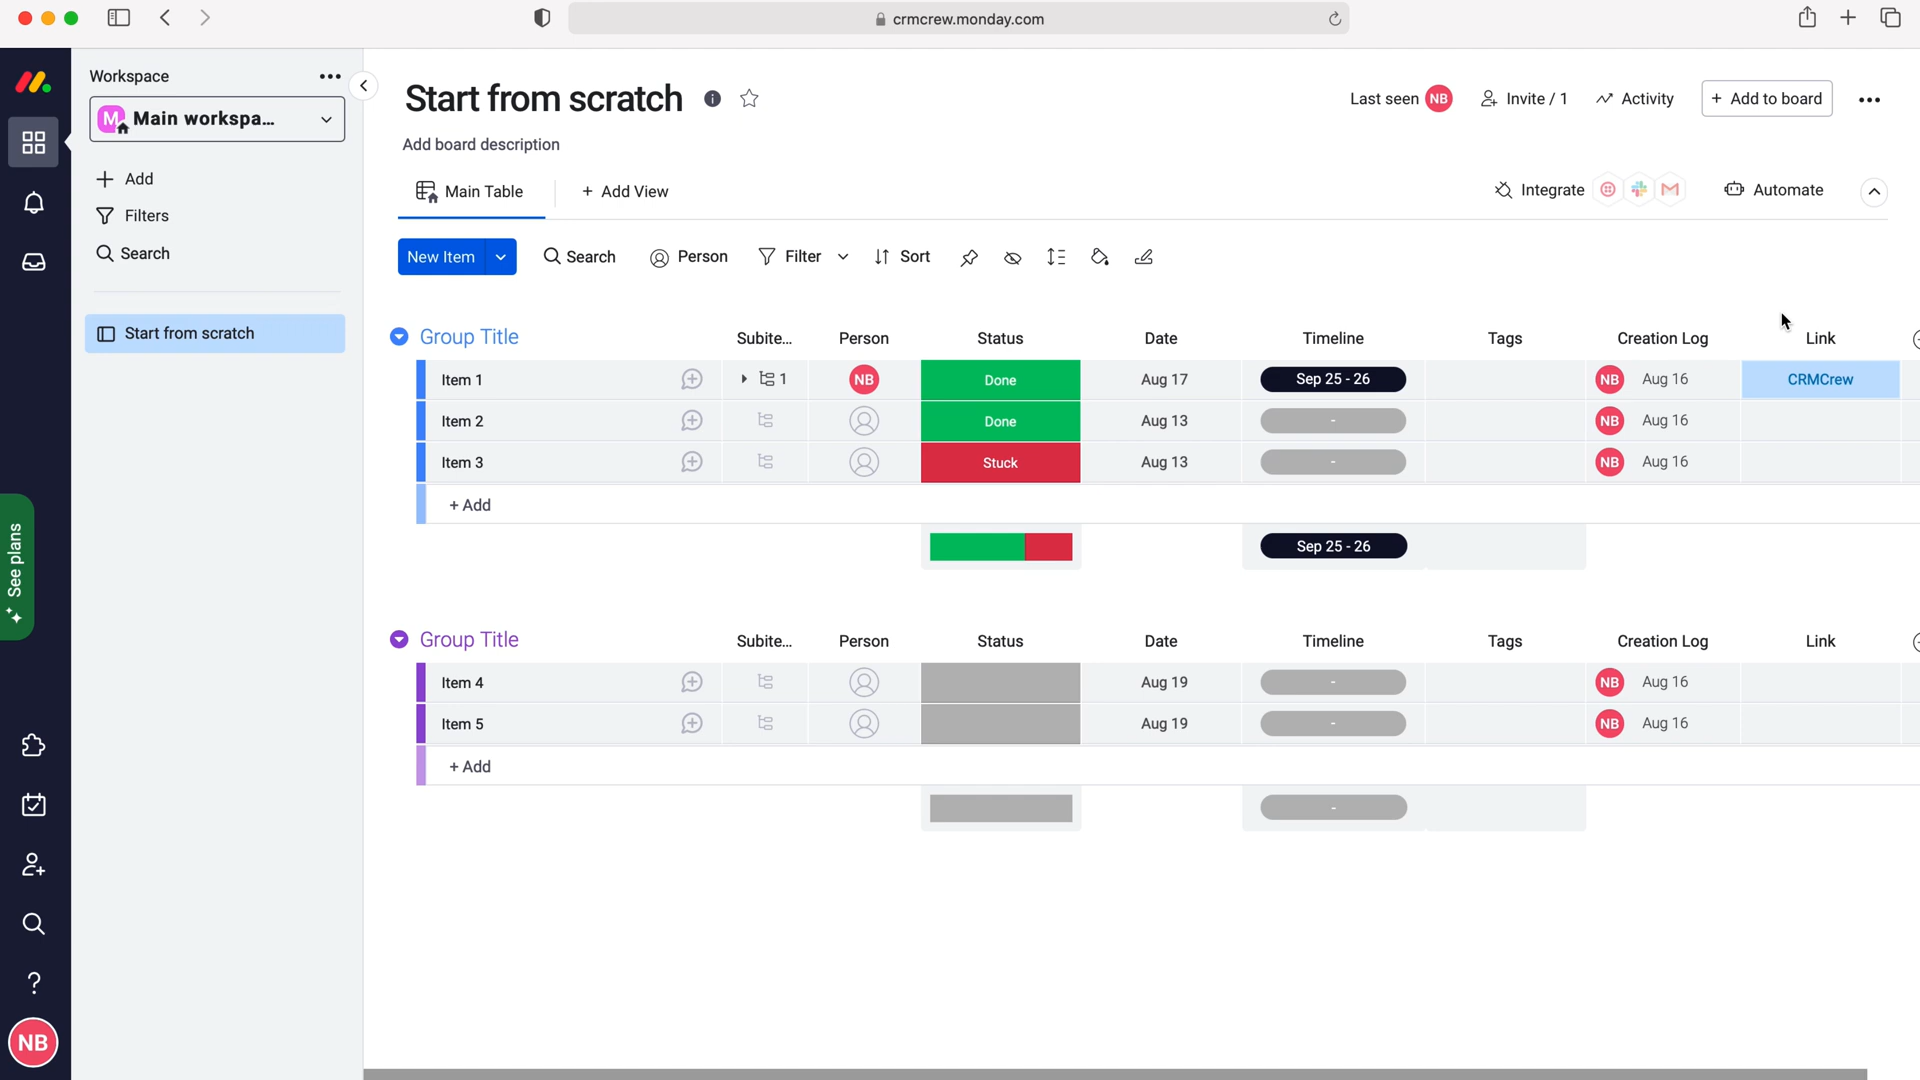 crmcrew.monday.com
Workspace
M Main workspa...
Add
Filters
Search
Start from scratch
See plans
NB
Start from scratch
Last seen NB Invite / 1 Activity + Add to board
Add board description
Main Table + Add View Integrate Automate
New Item Search Person Filter Sort
Group Title Subite... Person Status Date Timeline Tags Creation Log Link
Item 1 1 NB Done Aug 17 Sep 25 - 26 NB Aug 16 CRMCrew
Item 2 Done Aug 13 - NB Aug 16
Item 3 Stuck Aug 13 - NB Aug 16
+ Add
Sep 25 - 26
Group Title Subite... Person Status Date Timeline Tags Creation Log Link
Item 4 Aug 19 - NB Aug 16
Item 5 Aug 19 - NB Aug 16
+ Add
-